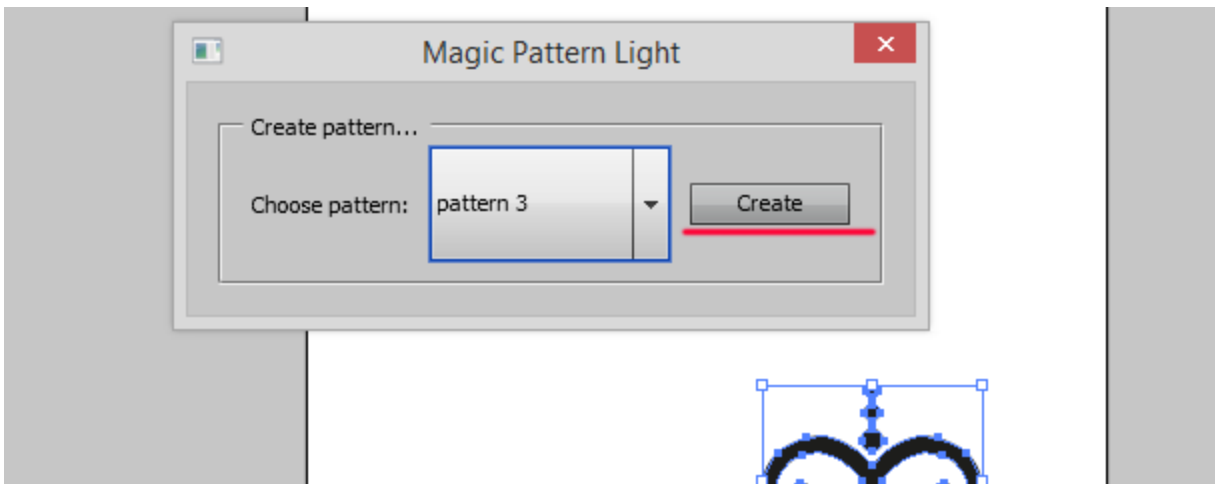 Magic Pattern Light
Create pattern...
Choose pattern:
pattern 3
Create